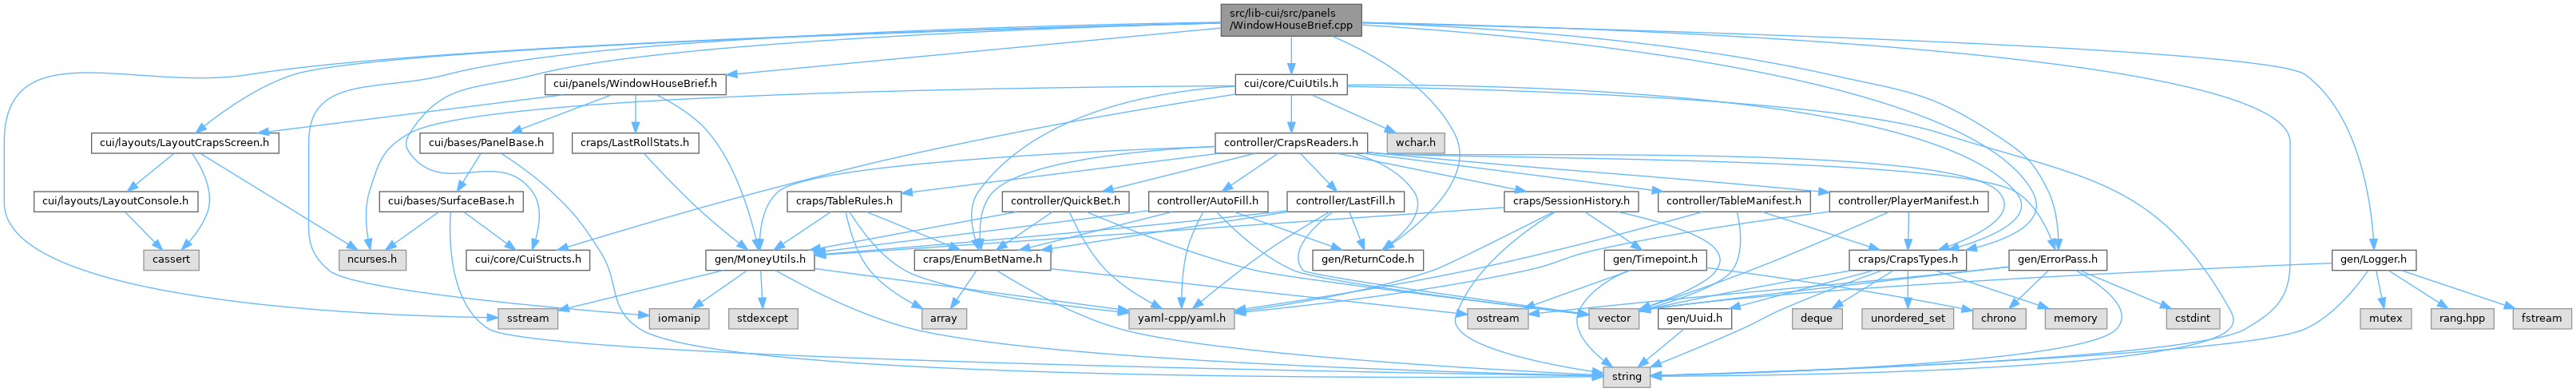 src/lib-cui/src/panels
/WindowHouseBrief.cpp
cui/panels/WindowHouseBrief.h
cui/core/CuiUtils.h
cui/layouts/LayoutCrapsScreen.h
cui/bases/PanelBase.h
craps/LastRollStats.h
controller/CrapsReaders.h
wchar.h
cui/layouts/LayoutConsole.h
cui/bases/SurfaceBase.h
craps/TableRules.h
controller/QuickBet.h
controller/AutoFill.h
controller/LastFill.h
craps/SessionHistory.h
controller/TableManifest.h
controller/PlayerManifest.h
cassert
ncurses.h
cui/core/CuiStructs.h
gen/MoneyUtils.h
craps/EnumBetName.h
gen/ReturnCode.h
gen/Timepoint.h
craps/CrapsTypes.h
gen/ErrorPass.h
gen/Logger.h
sstream
iomanip
stdexcept
array
yaml-cpp/yaml.h
ostream
vector
gen/Uuid.h
deque
unordered_set
chrono
memory
cstdint
mutex
rang.hpp
fstream
string